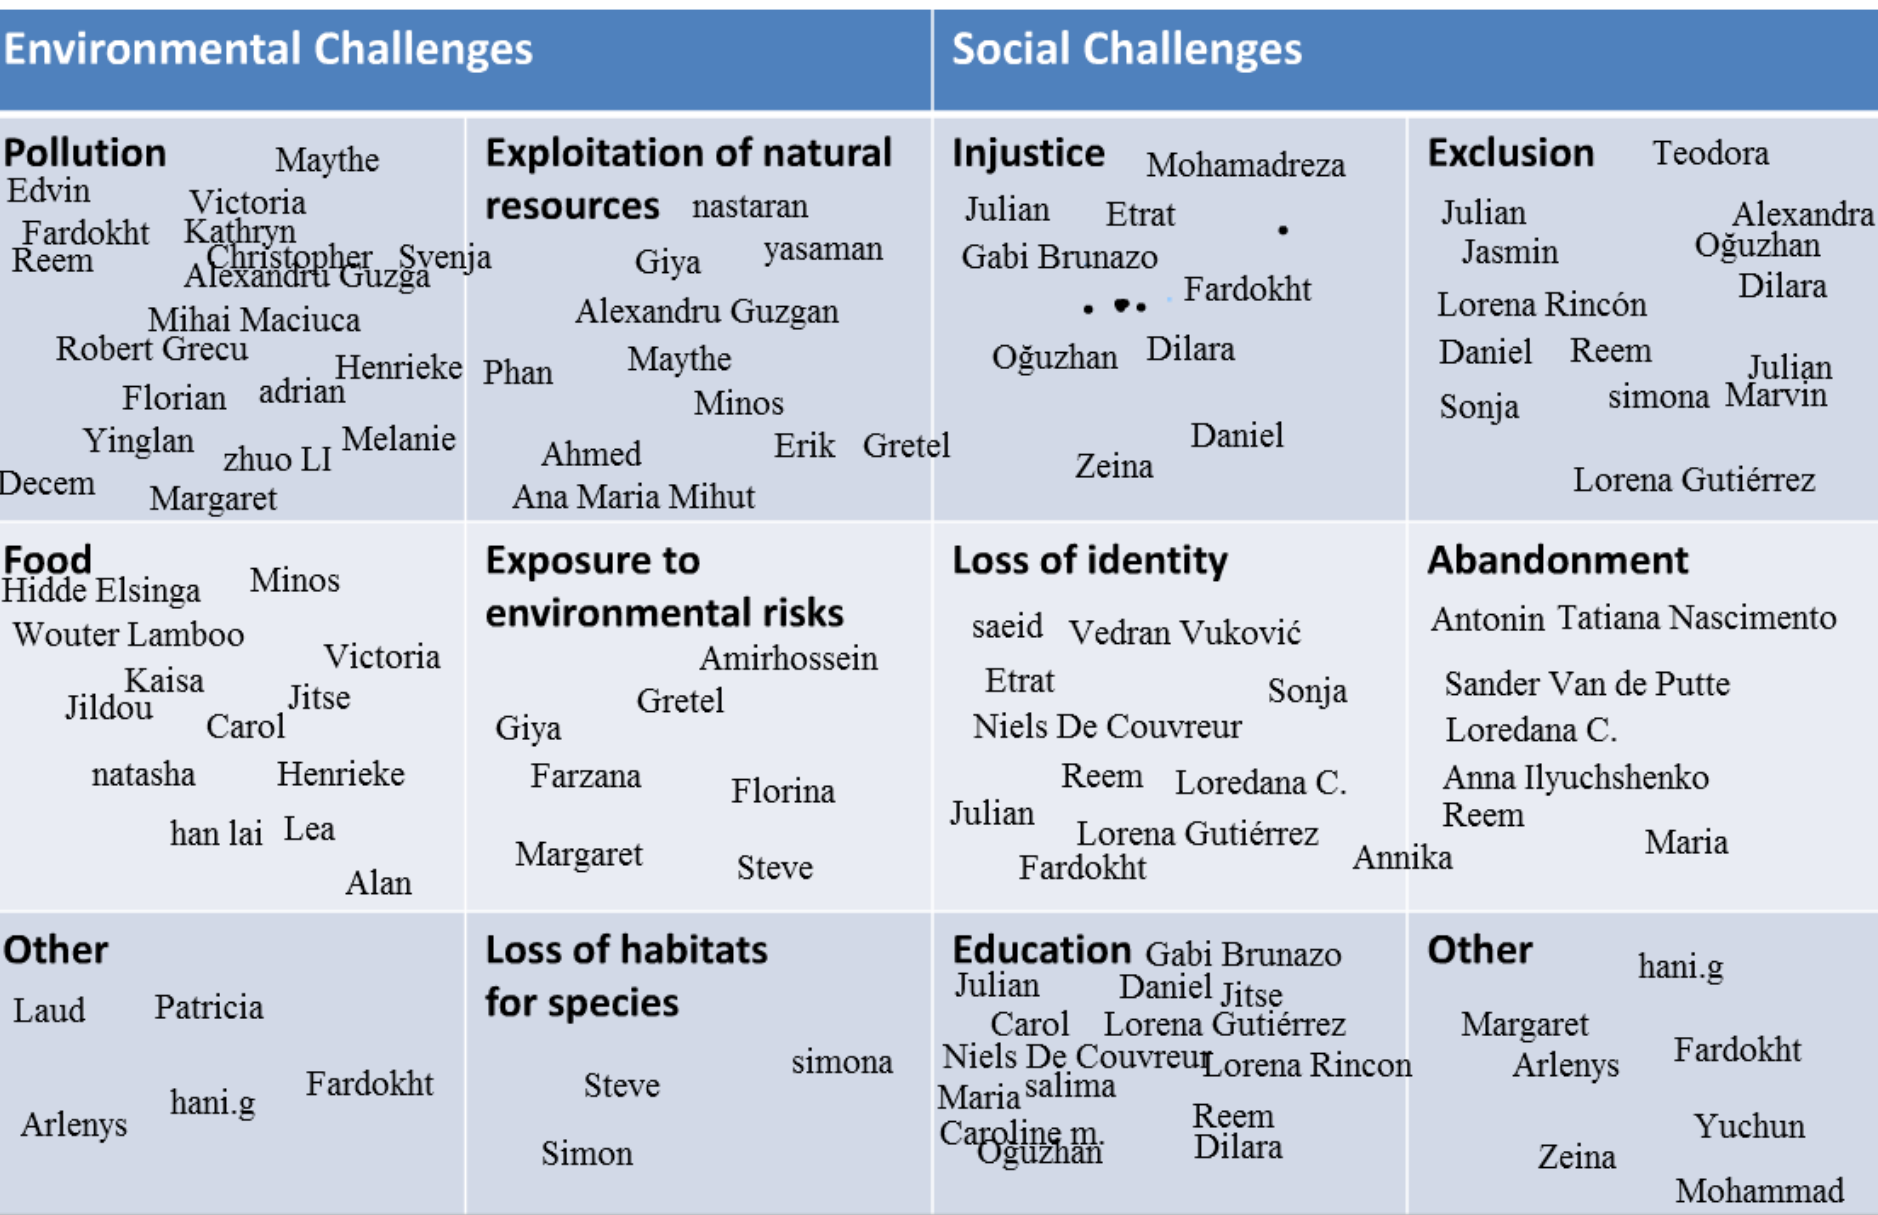 Environmental Challenges
Social Challenges
Pollution
Maythe
Edvin
Victoria
Fardokht
Kathryn
Reem
Christopher
Svenja
Alexandru Guzga
Mihai Maciuca
Robert Grecu
Henrieke
Florian
adrian
Yinglan
zhuo LI
Melanie
Decem
Margaret
Exploitation of natural
resources
nastaran
Giya
yasaman
Alexandru Guzgan
Phan
Maythe
Minos
Ahmed
Erik
Gretel
Ana Maria Mihut
Injustice
Mohamadreza
Julian
Etrat
Gabi Brunazo
Fardokht
Oğuzhan
Dilara
Daniel
Zeina
Exclusion
Teodora
Julian
Alexandra
Jasmin
Oğuzhan
Dilara
Lorena Rincón
Daniel
Reem
Julian
Sonja
simona
Marvin
Lorena Gutiérrez
Food
Hidde Elsinga
Minos
Wouter Lamboo
Victoria
Kaisa
Jildou
Jitse
Carol
natasha
Henrieke
han lai
Lea
Alan
Exposure to
environmental risks
Amirhossein
Gretel
Giya
Farzana
Florina
Margaret
Steve
Loss of identity
saeid
Vedran Vuković
Etrat
Sonja
Niels De Couvreur
Reem
Loredana C.
Julian
Lorena Gutiérrez
Fardokht
Annika
Abandonment
Antonin
Tatiana Nascimento
Sander Van de Putte
Loredana C.
Anna Ilyuchshenko
Reem
Maria
Other
Laud
Patricia
Fardokht
hani.g
Arlenys
Loss of habitats
for species
simona
Steve
Simon
Education
Gabi Brunazo
Julian
Daniel
Jitse
Carol
Lorena Gutiérrez
Niels De Couvreur
Lorena Rincon
Maria
salima
Reem
Caroline m.
Oğuzhan
Dilara
Other
hani.g
Margaret
Fardokht
Arlenys
Yuchun
Zeina
Mohammad